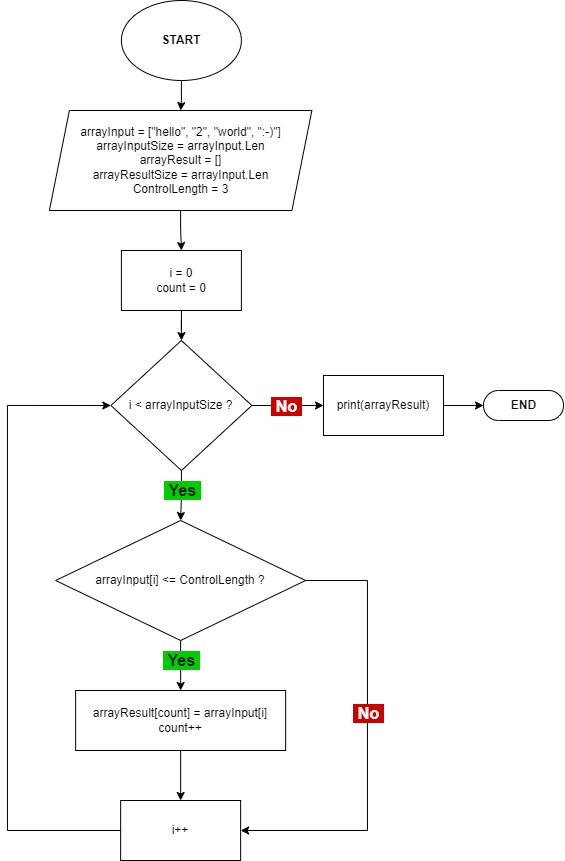 START
arrayInput = ["hello", "2", "world", ":-)"]
arrayInputSize = arrayInput.Len
arrayResult = []
arrayResultSize = arrayInput.Len
ControlLength = 3
i = 0
count = 0
i < arrayInputSize ?
No
print(arrayResult)
END
Yes
arrayInput[i] <= ControlLength ?
Yes
arrayResult[count] = arrayInput[i]
count++
No
i++